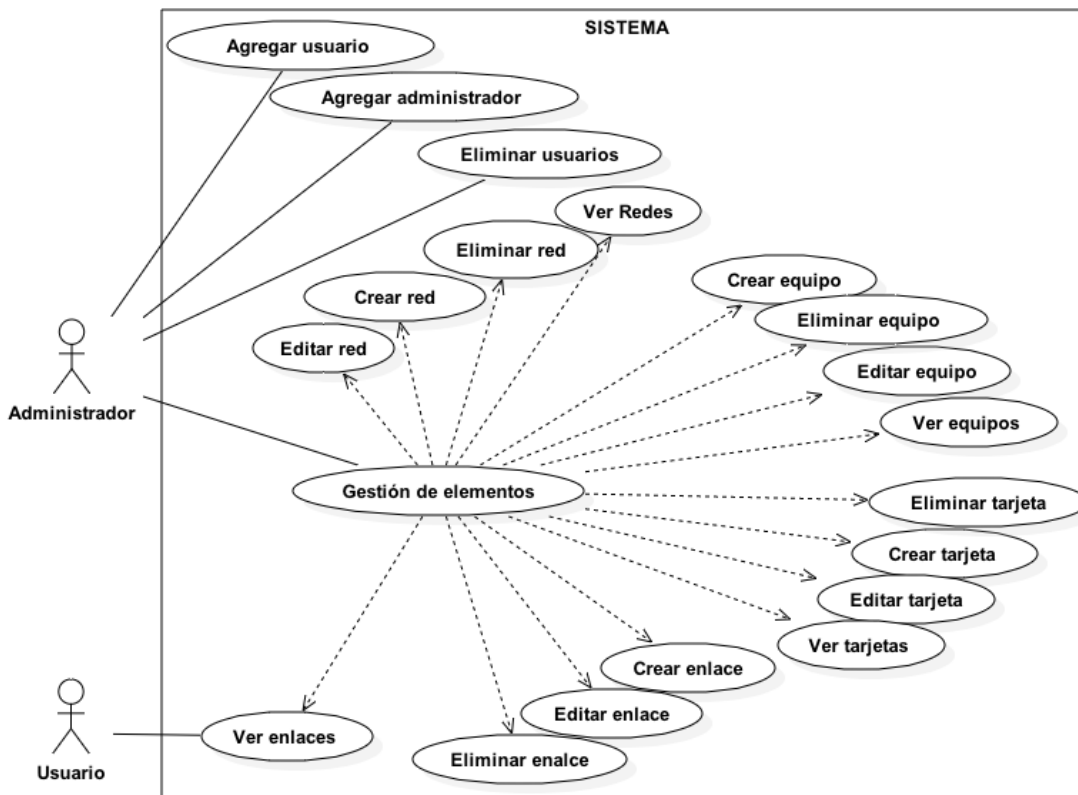 SISTEMA
Agregar usuario
Agregar administrador
Eliminar usuarios
Ver Redes
Eliminar red
Crear red
Editar red
Crear equipo
Eliminar equipo
Editar equipo
Ver equipos
Administrador
Gestión de elementos
Eliminar tarjeta
Crear tarjeta
Editar tarjeta
Ver tarjetas
Crear enlace
Editar enlace
Ver enlaces
Eliminar enalce
Usuario